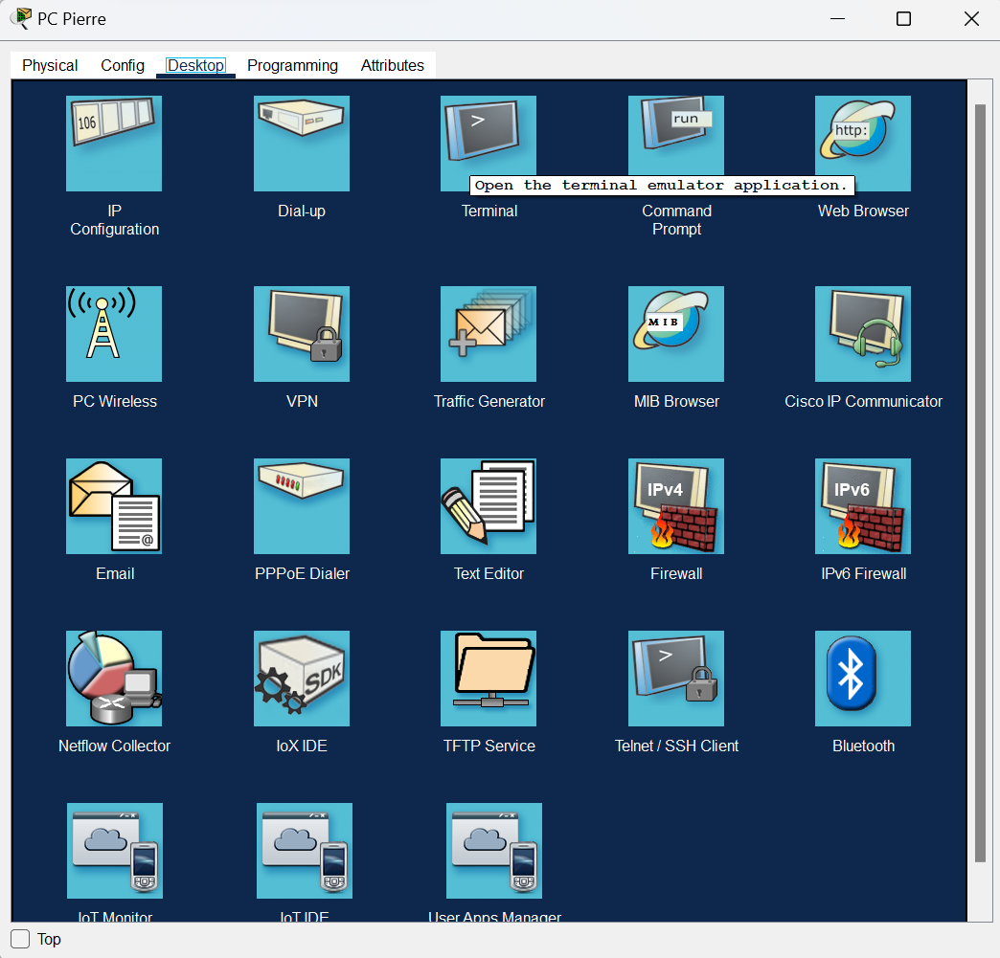 PC Pierre
Physical Config Desktop Programming Attributes
106
>
run
http:
Open the terminal emulator application.
IP
Configuration
Dial-up
Terminal
Command
Prompt
Web Browser
MIB
PC Wireless
VPN
Traffic Generator
MIB Browser
Cisco IP Communicator
@
IPv4
IPv6
Email
PPPoE Dialer
Text Editor
Firewall
IPv6 Firewall
SDK
>
Netflow Collector
IoX IDE
TFTP Service
Telnet / SSH Client
Bluetooth
IoT Monitor
IoT IDE
User Apps Manager
Top